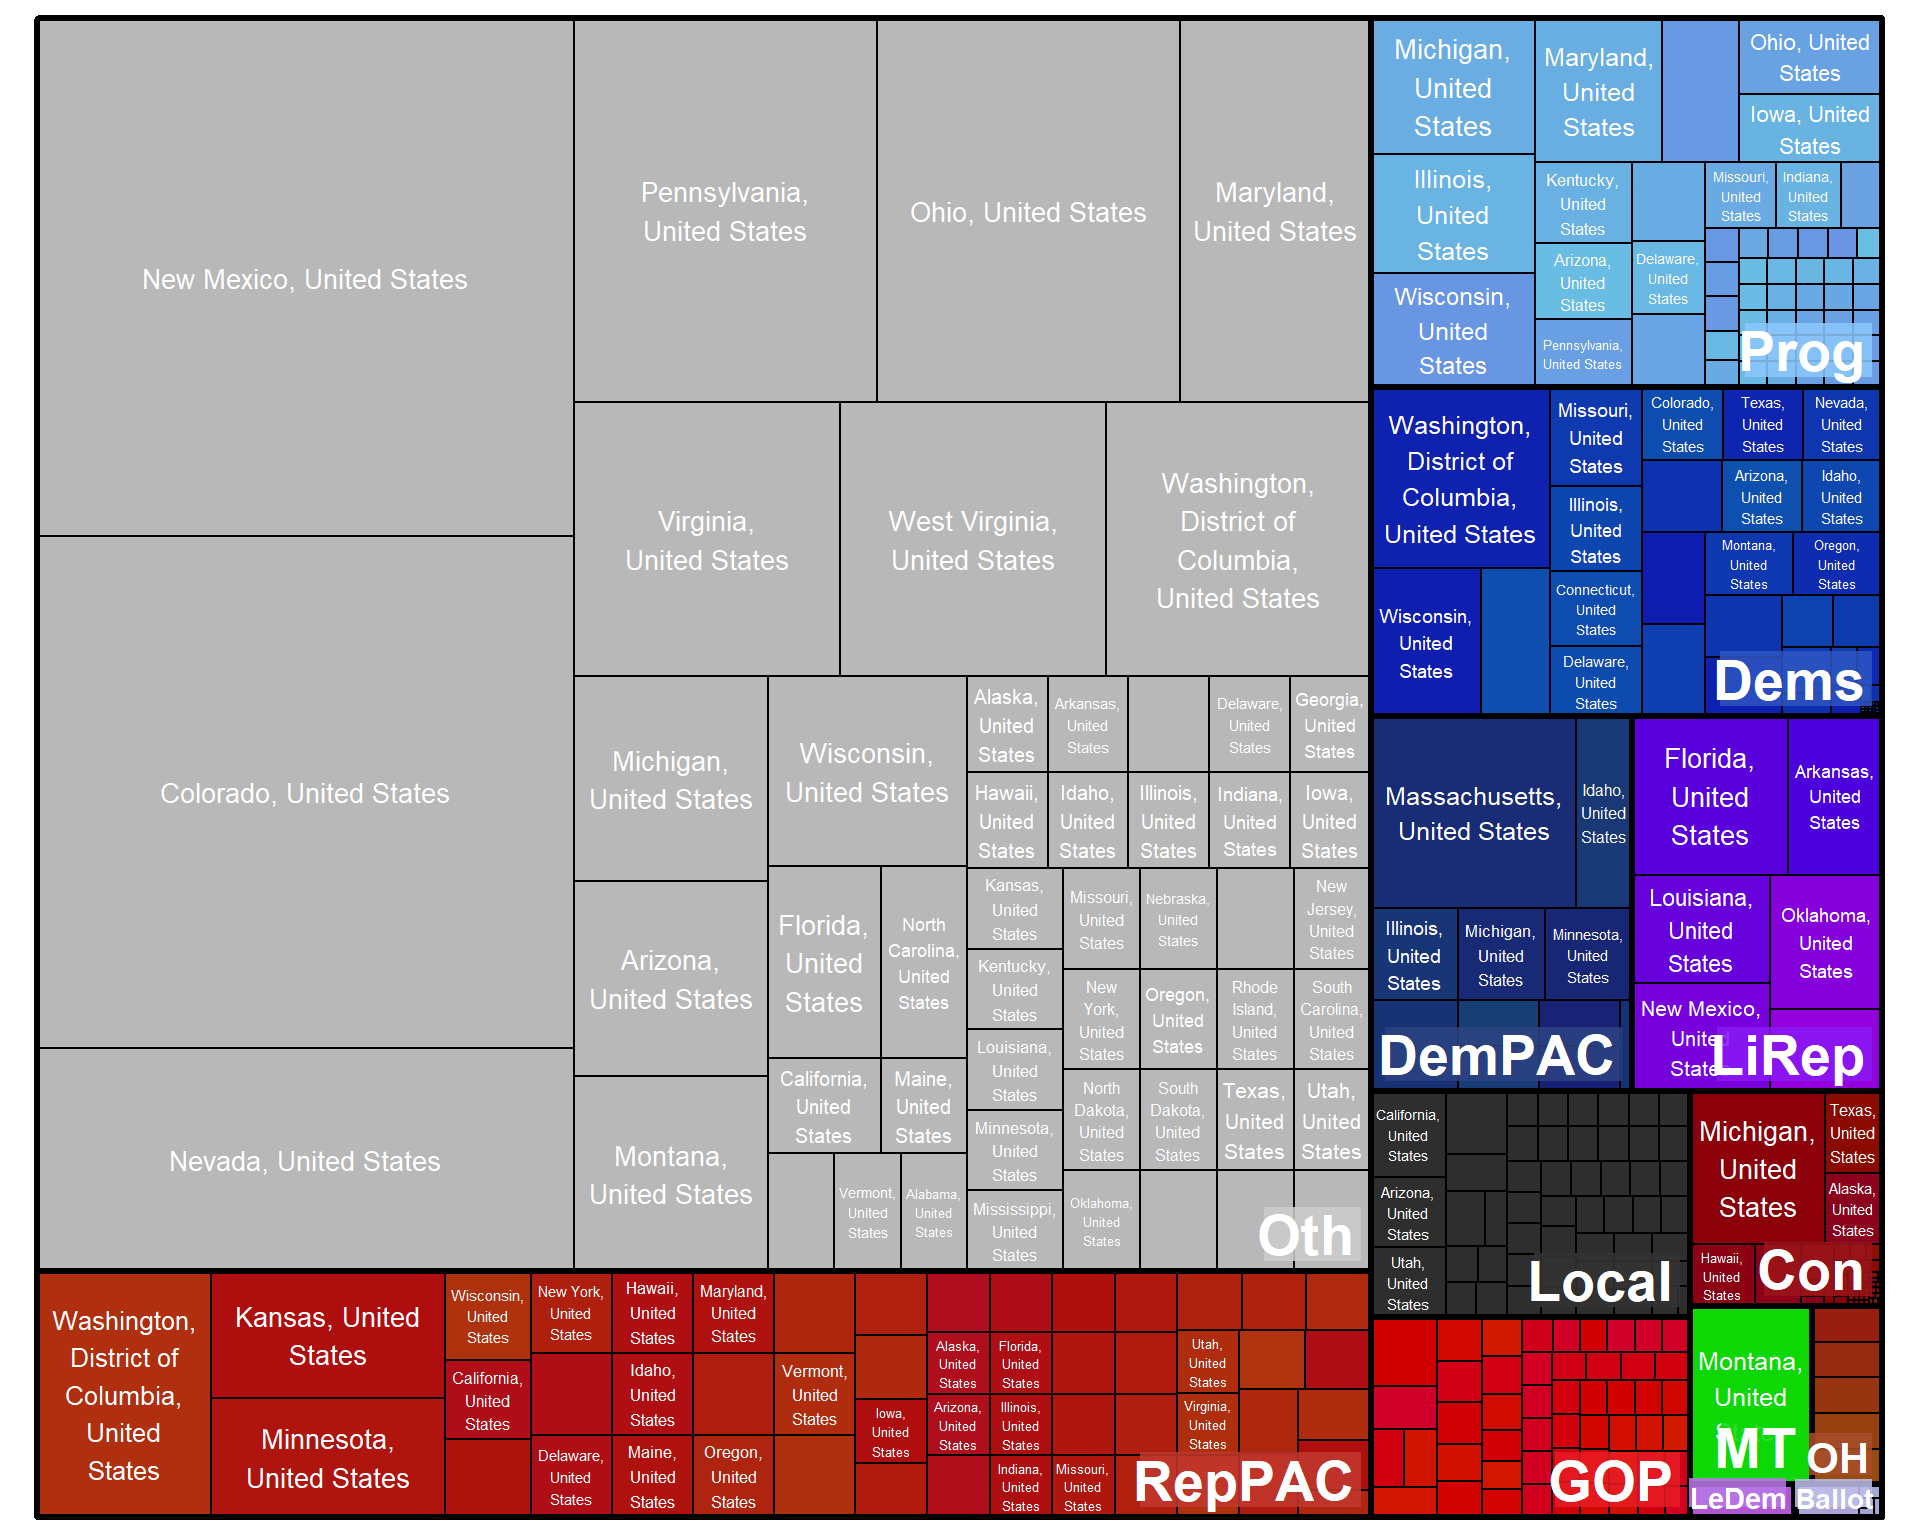 New Mexico, United States
Colorado, United States
Nevada, United States
Pennsylvania,
United States
Ohio, United States
Maryland,
United States
Virginia,
United States
West Virginia,
United States
Washington,
District of
Columbia,
United States
Michigan,
United States
Arizona,
United States
Montana,
United States
Wisconsin,
United States
Florida,
United
States
North
Carolina,
United
States
California,
United
States
Maine,
United
States
Vermont,
United
States
Alabama,
United
States
Alaska,
United
States
Arkansas,
United
States
Delaware,
United
States
Georgia,
United
States
Hawaii,
United
States
Idaho,
United
States
Illinois,
United
States
Indiana,
United
States
Iowa,
United
States
Kansas,
United
States
Kentucky,
United
States
Louisiana,
United
States
Minnesota,
United
States
Mississippi,
United
States
Missouri,
United
States
Nebraska,
United
States
New
Jersey,
United
States
New
York,
United
States
Oregon,
United
States
Rhode
Island,
United
States
South
Carolina,
United
States
North
Dakota,
United
States
South
Dakota,
United
States
Texas,
United
States
Utah,
United
States
Oklahoma,
United
States
Oth
Washington,
District of
Columbia,
United
States
Kansas, United
States
Minnesota,
United States
Wisconsin,
United
States
California,
United
States
New York,
United
States
Delaware,
United
States
Hawaii,
United
States
Idaho,
United
States
Maine,
United
States
Maryland,
United
States
Oregon,
United
States
Vermont,
United
States
Iowa,
United
States
Alaska,
United
States
Arizona,
United
States
Florida,
United
States
Illinois,
United
States
Indiana,
United
States
Missouri,
United
States
Utah,
United
States
Virginia,
United
States
RepPAC
Michigan,
United
States
Illinois,
United
States
Wisconsin,
United
States
Maryland,
United
States
Ohio, United
States
Iowa, United
States
Kentucky,
United
States
Arizona,
United
States
Pennsylvania,
United States
Delaware,
United
States
Missouri,
United
States
Indiana,
United
States
Prog
Washington,
District of
Columbia,
United States
Wisconsin,
United
States
Missouri,
United
States
Illinois,
United
States
Connecticut,
United
States
Delaware,
United
States
Colorado,
United
States
Texas,
United
States
Nevada,
United
States
Arizona,
United
States
Idaho,
United
States
Montana,
United
States
Oregon,
United
States
Dems
Massachusetts,
United States
Idaho,
United
States
Illinois,
United
States
Michigan,
United
States
Minnesota,
United
States
DemPAC
Florida,
United
States
Arkansas,
United
States
Louisiana,
United
States
Oklahoma,
United
States
New Mexico,
United
States
LiRep
California,
United
States
Arizona,
United
States
Utah,
United
States
Local
Michigan,
United
States
Texas,
United
States
Alaska,
United
States
Hawaii,
United
States
Con
GOP
Montana,
United
MT
OH
LeDem
Ballot